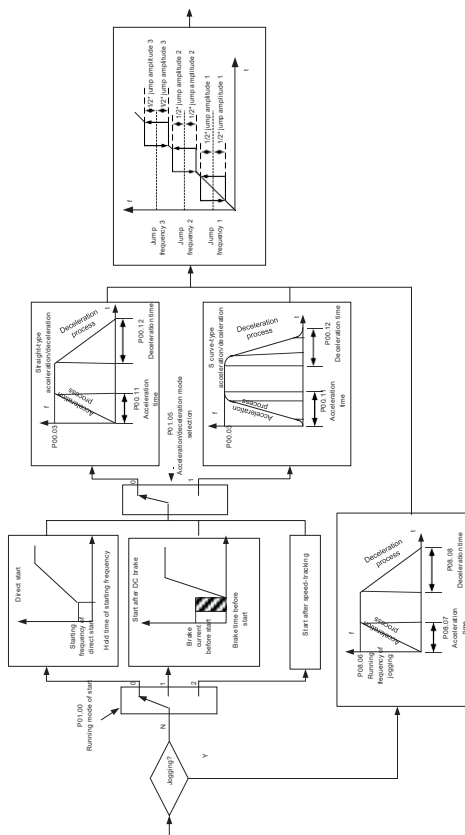 Jogging?
N
Y
P01.00
Running mode of start
0
1
2
Direct start
Starting
frequency of
direct start
Hold time of starting frequency
Start after DC brake
Brake
current
before start
Brake time before
start
Start after speed-tracking
P01.05
Acceleration/deceleration mode
selection
0
1
Straight-type
acceleration/deceleration
f
P00.03
Acceleration
process
Deceleration
process
t
P00.11
Acceleration
time
P00.12
Deceleration time
S curve-type
acceleration/deceleration
f
P00.03
Acceleration
process
Deceleration
process
t
P00.11
Acceleration
time
P00.12
Deceleration time
P08.06
Running
frequency of
jogging
f
Acceleration
process
Deceleration
process
t
P08.07
Acceleration
time
P08.08
Deceleration time
f
Jump
frequency 3
Jump
frequency 2
Jump
frequency 1
1/2* jump amplitude 3
1/2* jump amplitude 3
1/2* jump amplitude 2
1/2* jump amplitude 2
1/2* jump amplitude 1
1/2* jump amplitude 1
t